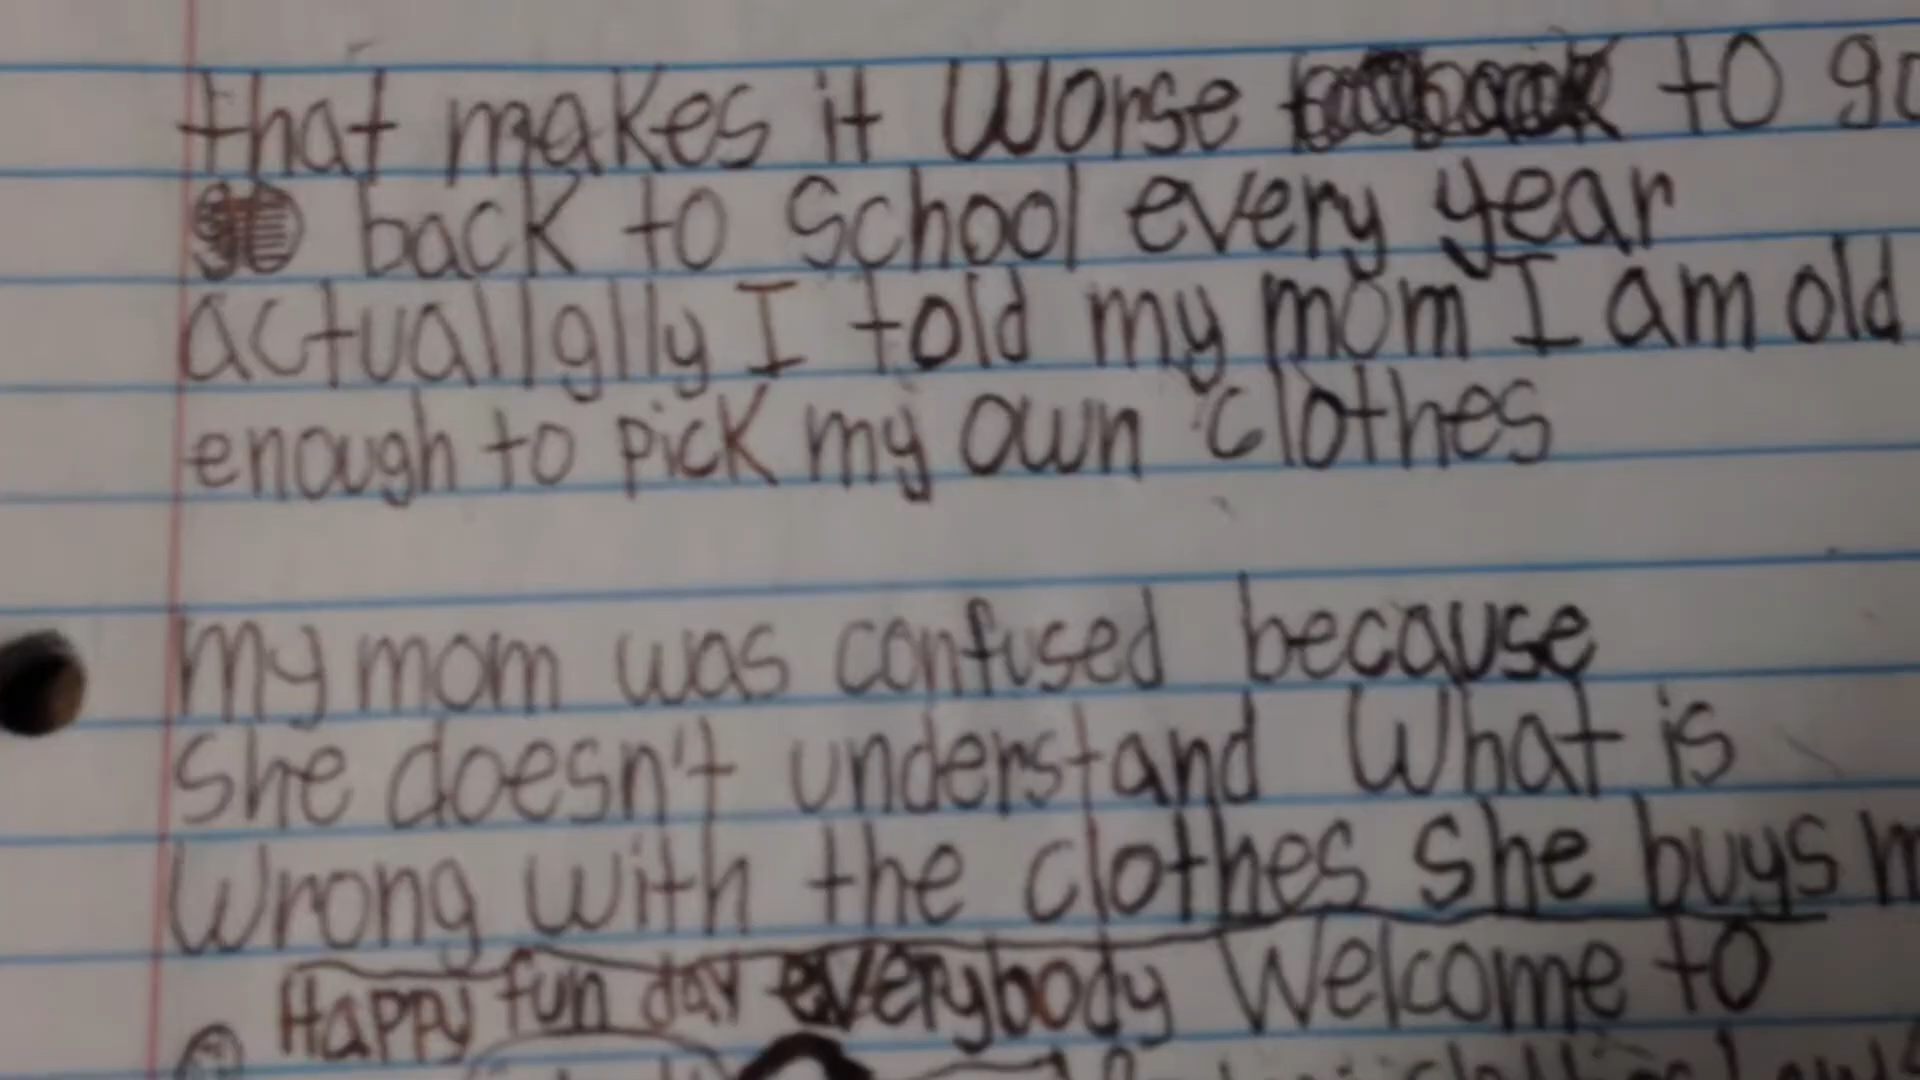 that makes it Worse to go
back to School every year
actuallglly I told my mom I am old
enough to pick my own clothes
my mom was confused because
she doesn't understand What is
Wrong with the clothes she buys
Happy fun day everybody Welcome to